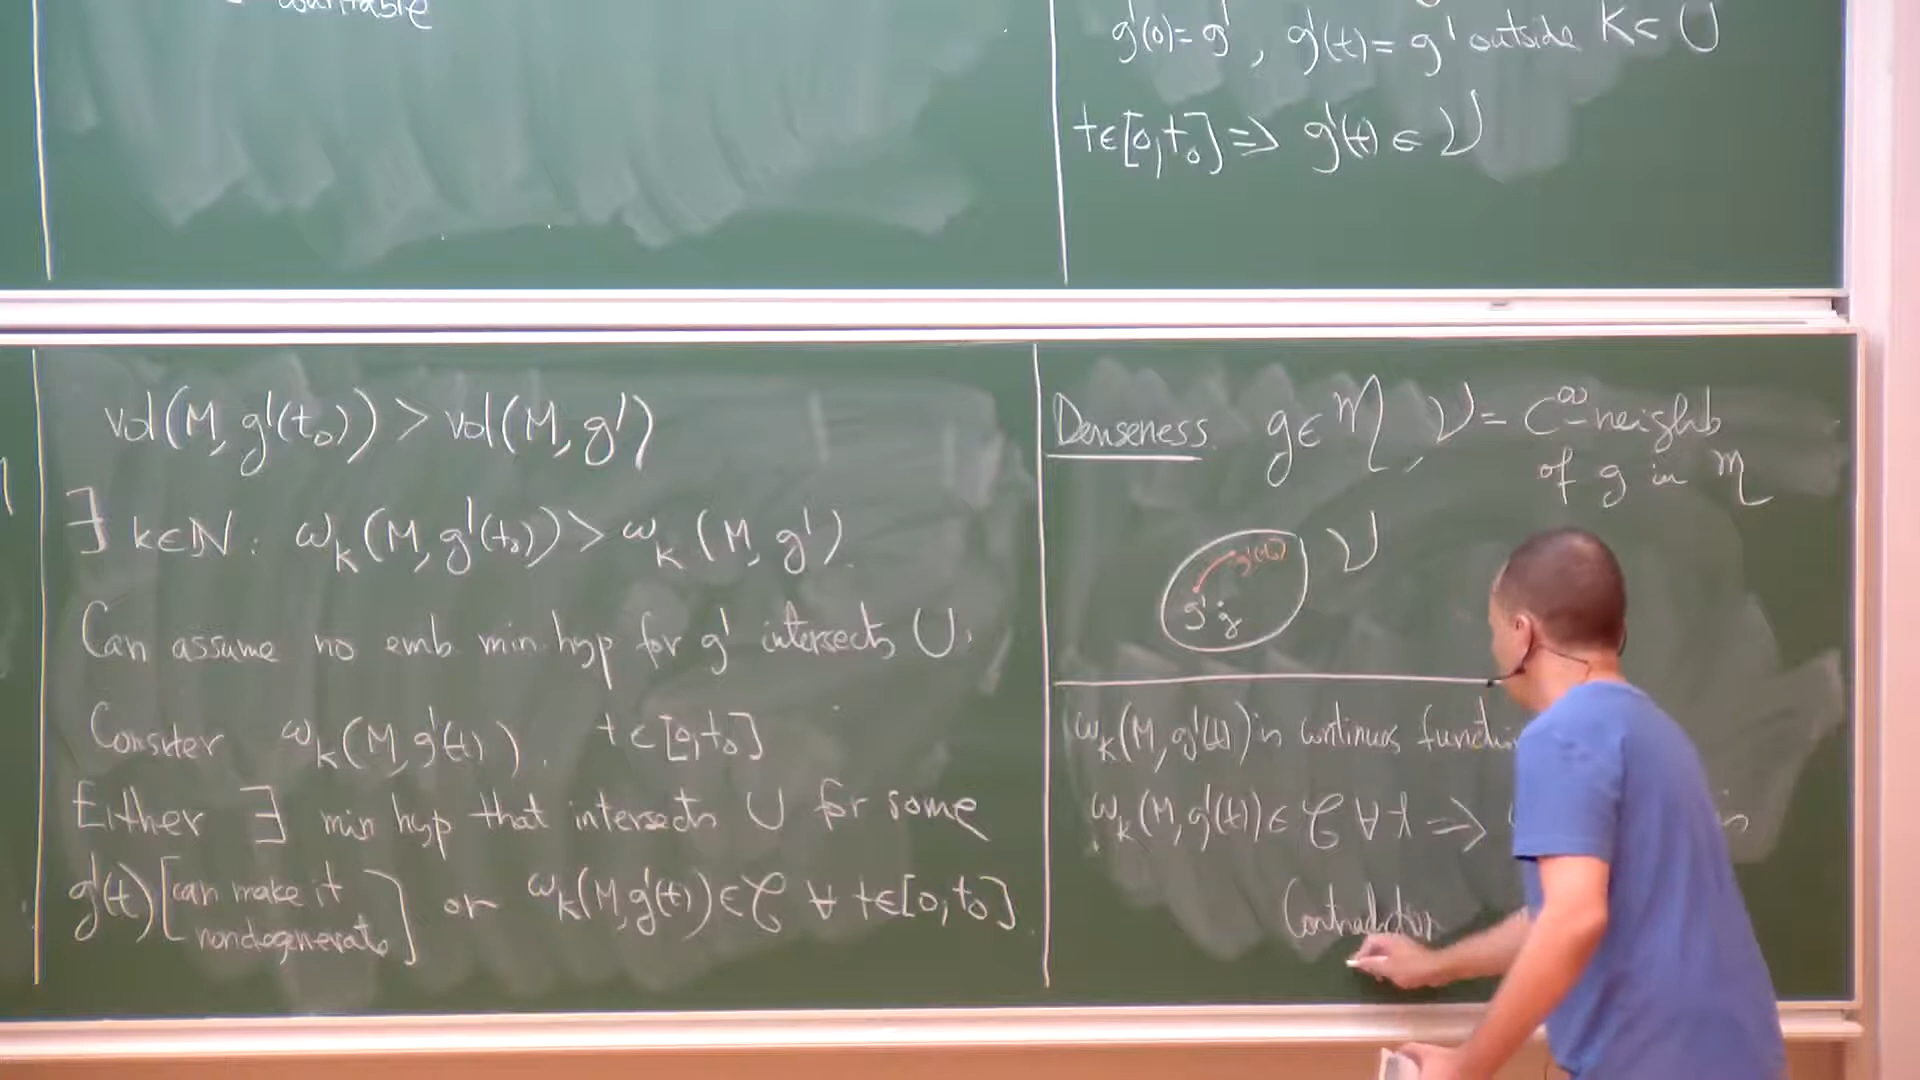 countable
g'(0)=g', g'(t)=g' outside K⊂U
t∈[0,t₀] ⇒ g'(t)∈𝒱
vol(M,g'(t₀)) > vol(M,g')
∃ k∈ℕ: ω_k(M,g'(t₀)) > ω_k(M,g').
Can assume no emb min. hyp for g' intersects U.
Consider ω_k(M,g'(t)), t∈[0,t₀]
Either ∃ min hyp that intersects U for some
g'(t) [can make it nondegenerate] or ω_k(M,g'(t))∈𝒞 ∀ t∈[0,t₀].
Denseness g∈𝓜, 𝒱 = C^∞-neighb
of g in 𝓜
g'(t₀) 𝒱
g' g
ω_k(M,g'(t)) is continuous
ω_k(M,g'(t))∈𝒞 ∀t ⇒
Contradiction